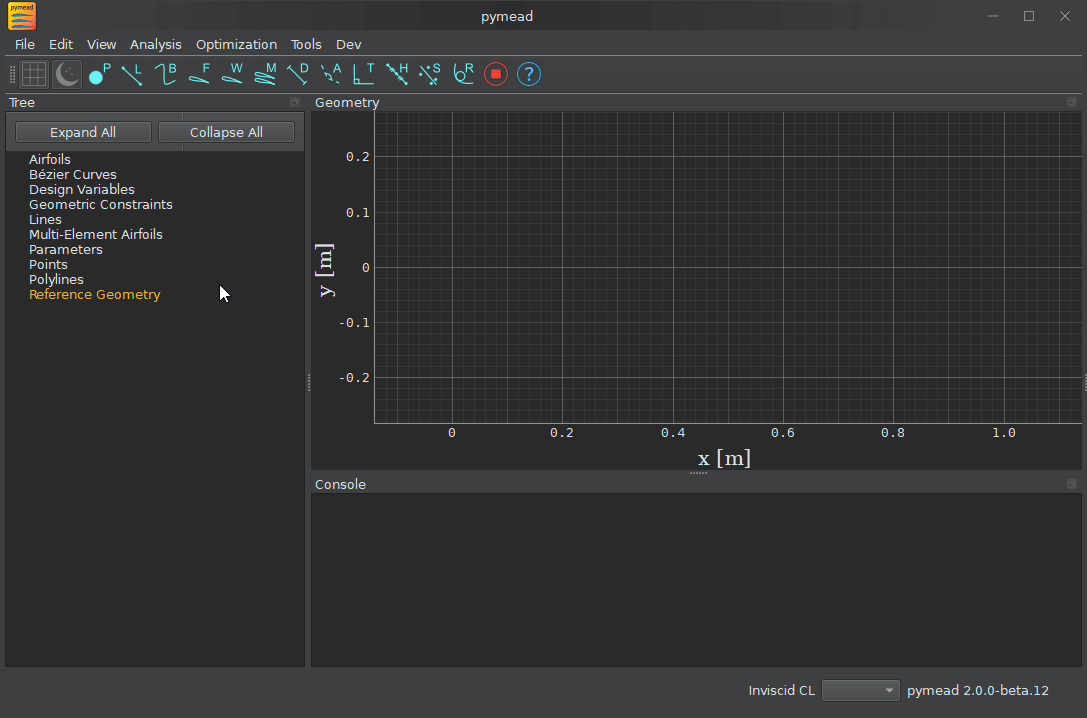 pymead
pymead
File Edit View Analysis Optimization Tools Dev
P L B F W M D A T H S R ?
Tree
Expand All Collapse All
Airfoils
Bézier Curves
Design Variables
Geometric Constraints
Lines
Multi-Element Airfoils
Parameters
Points
Polylines
Reference Geometry
Geometry
0.2
0.1
0
-0.1
-0.2
y [m]
0 0.2 0.4 0.6 0.8 1.0
x [m]
Console
Inviscid CL pymead 2.0.0-beta.12